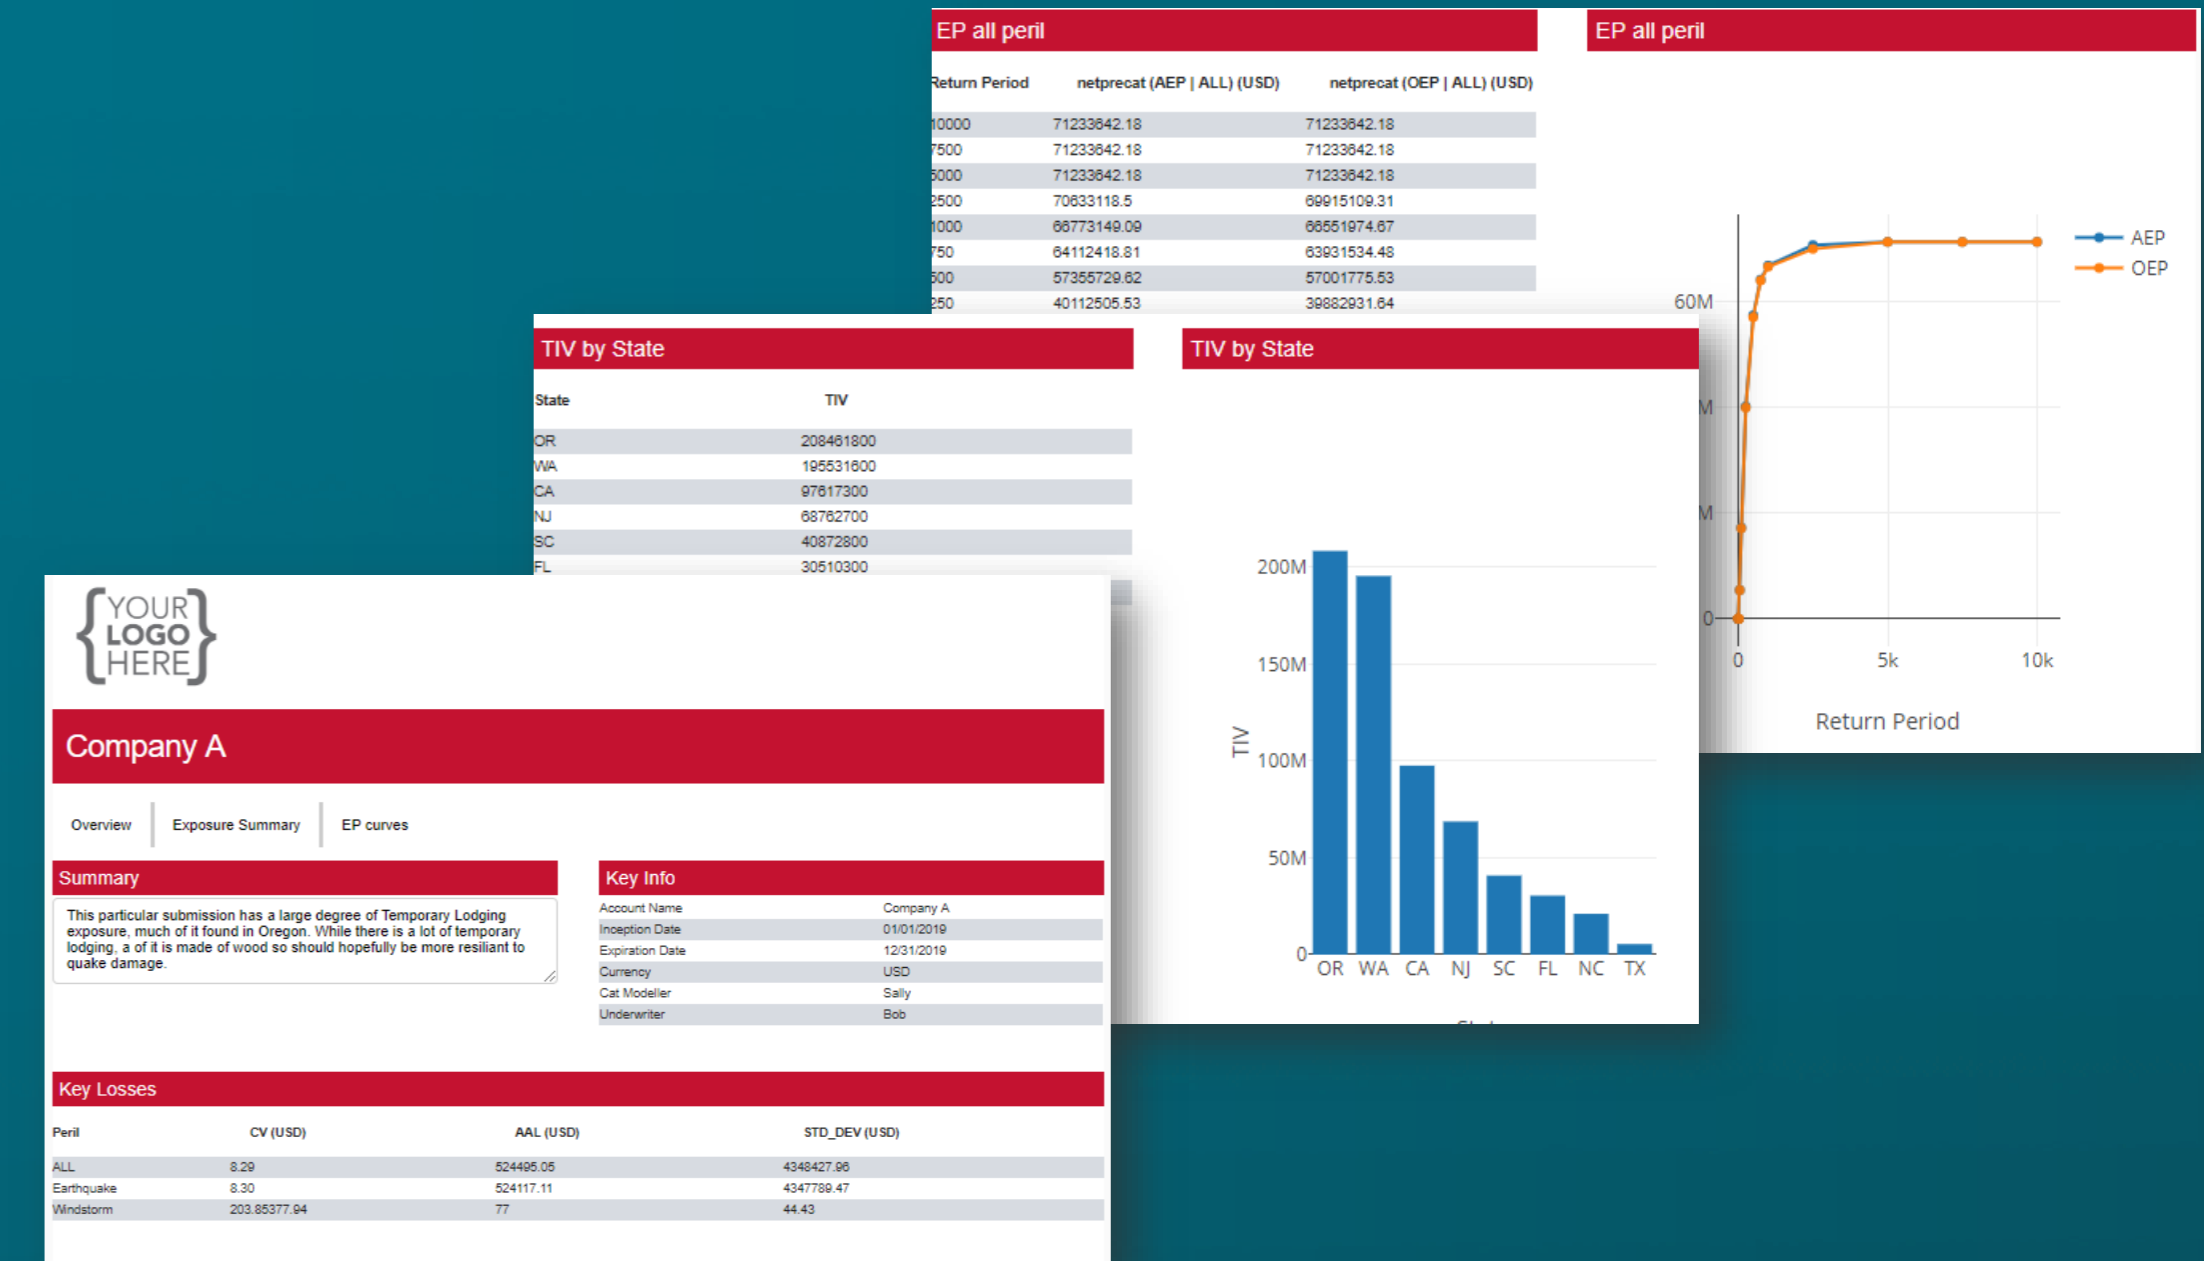 EP all peril
Return Period netprecat (AEP | ALL) (USD) netprecat (OEP | ALL) (USD)
10000 71233642.18 71233642.18
7500 71233642.18 71233642.18
5000 71233642.18 71233642.18
2500 70633118.5 69915109.31
1000 66773149.09 66551974.67
750 64112418.81 63931534.48
500 57355729.62 57001775.53
250 40112505.53 39882931.64
EP all peril
AEP
OEP
60M
M
M
0
0 5k 10k
Return Period
TIV by State
State TIV
OR 208461800
WA 195531600
CA 97617300
NJ 68762700
SC 40872800
FL 30510300
TIV by State
200M
150M
100M
50M
0
TIV
OR WA CA NJ SC FL NC TX
{YOUR
LOGO
HERE}
Company A
Overview Exposure Summary EP curves
Summary
This particular submission has a large degree of Temporary Lodging
exposure, much of it found in Oregon. While there is a lot of temporary
lodging, a of it is made of wood so should hopefully be more resiliant to
quake damage.
Key Info
Account Name Company A
Inception Date 01/01/2019
Expiration Date 12/31/2019
Currency USD
Cat Modeller Sally
Underwriter Bob
Key Losses
Peril CV (USD) AAL (USD) STD_DEV (USD)
ALL 8.29 524495.05 4348427.96
Earthquake 8.30 524117.11 4347789.47
Windstorm 203.85377.94 77 44.43